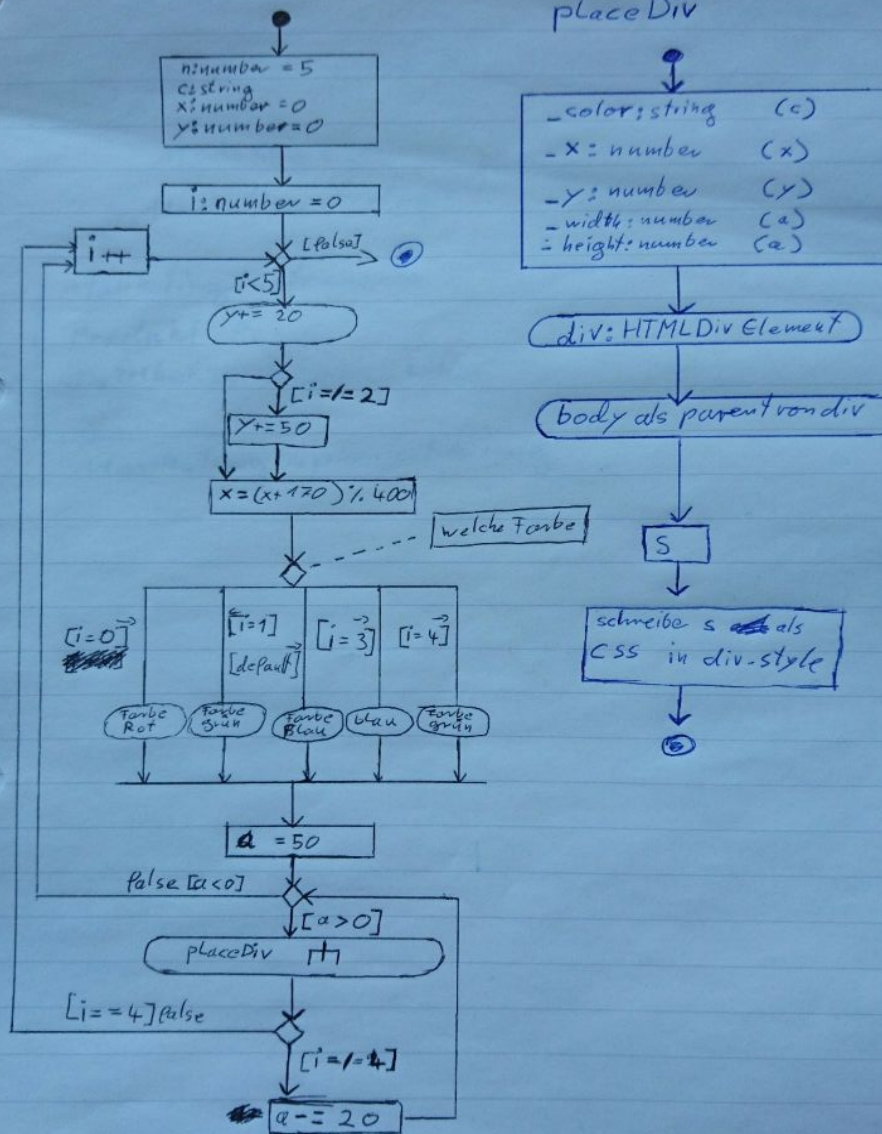 placeDiv
n:number = 5
c:string
x:number = 0
y:number = 0
i:number = 0
i++
[false]
[i<5]
y+= 20
[i=/=2]
y+=50
x=(x+170)%400
welche Farbe
[i=0]
[i=1]
[default]
[i=3]
[i=4]
Farbe
Rot
Farbe
grün
Farbe
Blau
blau
Farbe
grün
a = 50
false [a<0]
[a>0]
placeDiv
[i==4] false
[i=/=4]
a-= 20
_color:string (c)
_x: number (x)
_y: number (y)
_width:number (a)
_height:number (a)
div:HTMLDivElement
body als parent von div
S
schreibe s als
CSS in div-style